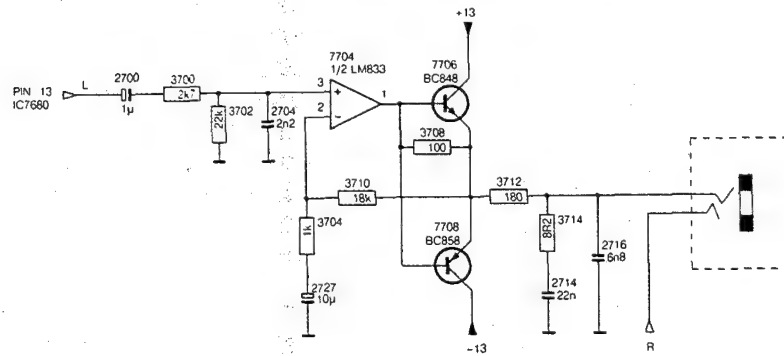 +13
7704
1/2 LM833
7706
BC848
PIN 13
IC7680
L
2700
1µ
3700
2k7
3702
22k
2704
2n2
3
2
+
–
1
3708
100
3710
18k
3712
180
3704
1k
7708
BC858
3714
8R2
2716
6n8
2727
10µ
2714
22n
–13
R